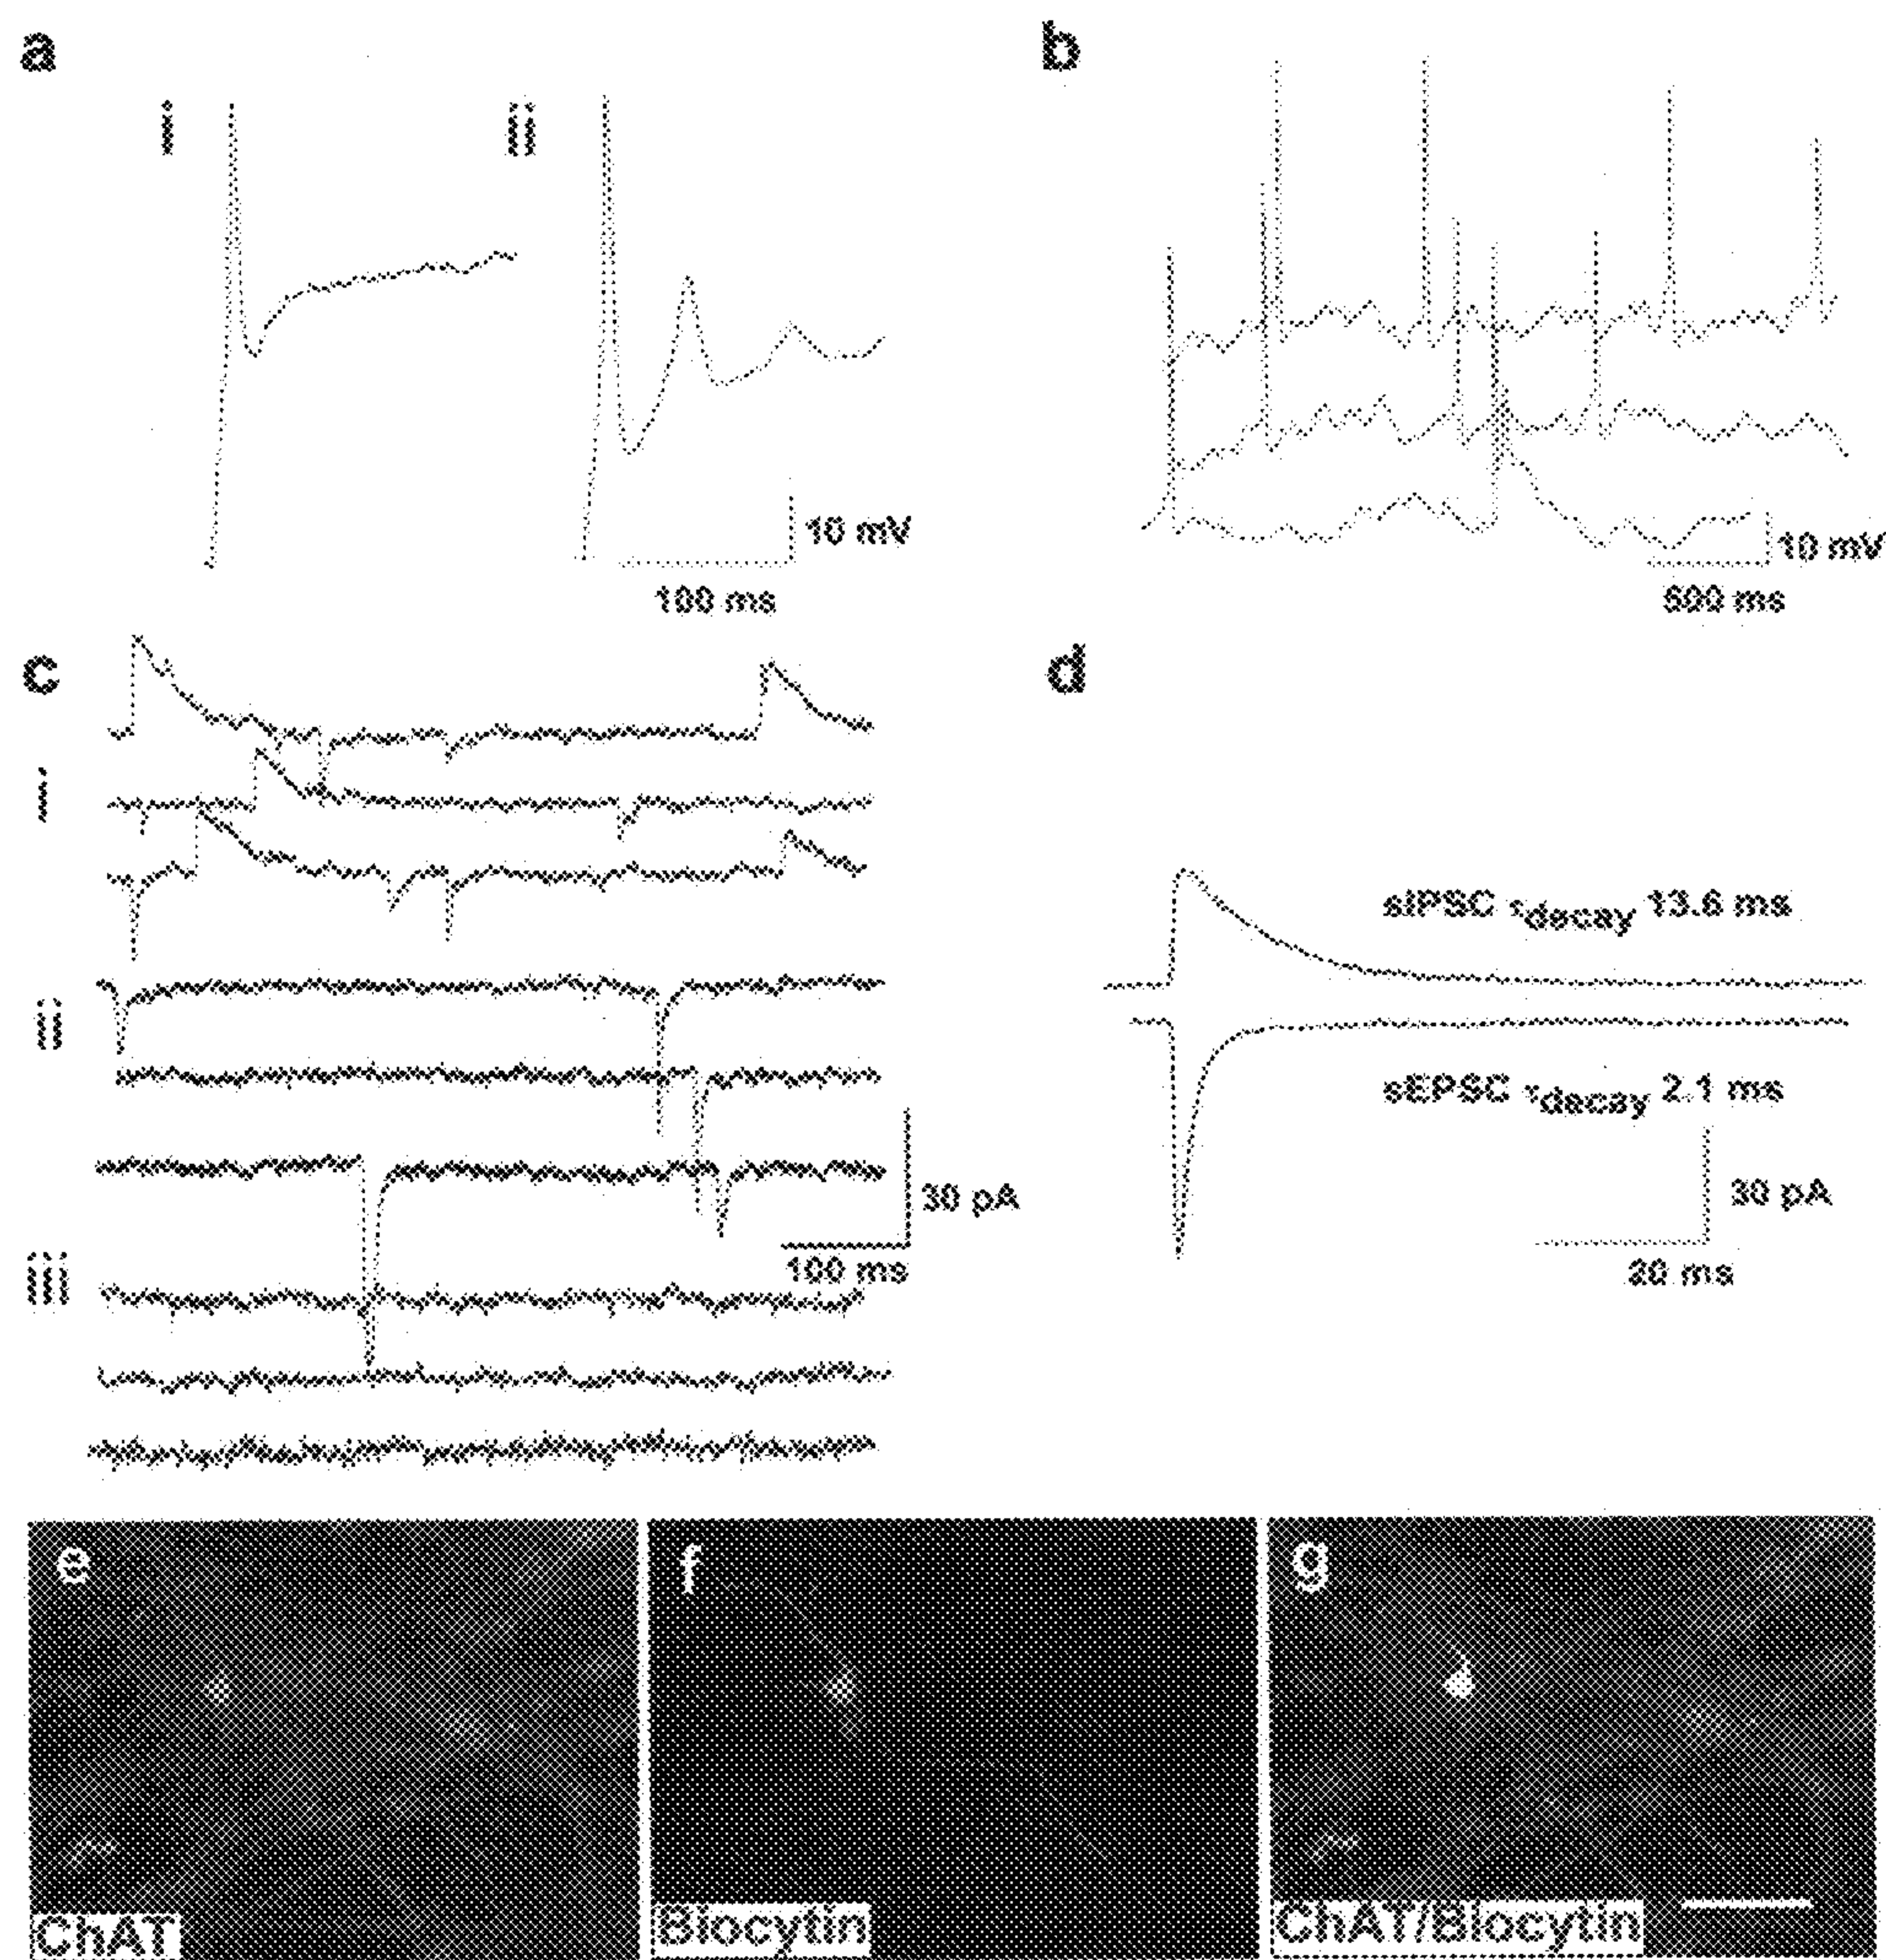 a
b
i
ii
10 mV
100 ms
10 mV
500 ms
c
d
i
ii
iii
30 pA
100 ms
sIPSC τdecay 13.6 ms
sEPSC τdecay 2.1 ms
30 pA
20 ms
e
f
g
ChAT
Biocytin
ChAT/Biocytin